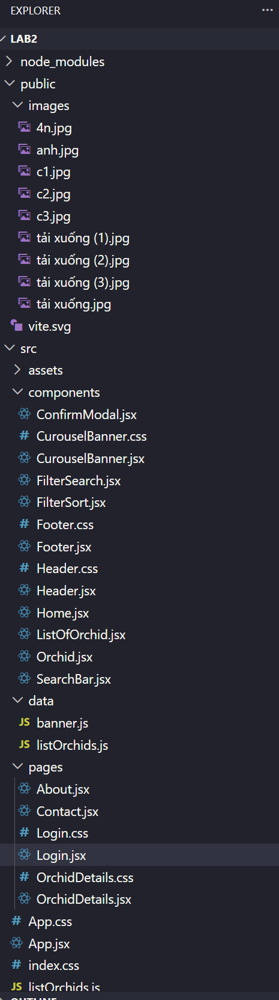 EXPLORER
LAB2
node_modules
public
images
4n.jpg
anh.jpg
c1.jpg
c2.jpg
c3.jpg
tải xuống (1).jpg
tải xuống (2).jpg
tải xuống (3).jpg
tải xuống.jpg
vite.svg
src
assets
components
ConfirmModal.jsx
# CurouselBanner.css
CurouselBanner.jsx
FilterSearch.jsx
FilterSort.jsx
# Footer.css
Footer.jsx
# Header.css
Header.jsx
Home.jsx
ListOfOrchid.jsx
Orchid.jsx
SearchBar.jsx
data
JS banner.js
JS listOrchids.js
pages
About.jsx
Contact.jsx
# Login.css
Login.jsx
# OrchidDetails.css
OrchidDetails.jsx
# App.css
App.jsx
# index.css
JS listOrchids.js
OUTLINE